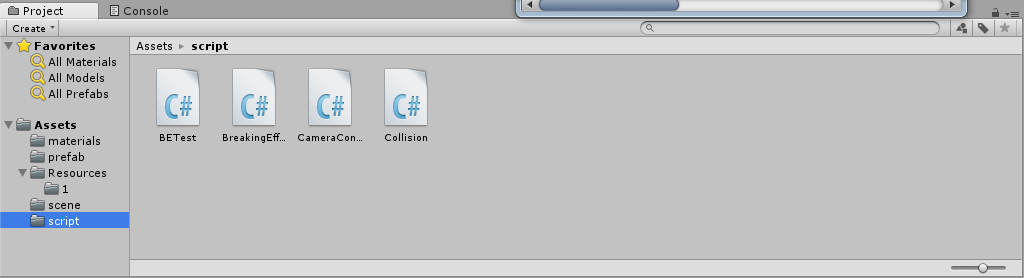 Project
Console
Create
Favorites
All Materials
All Models
All Prefabs
Assets
materials
prefab
Resources
1
scene
script
Assets ▸ script
C# C# C# C#
BETest BreakingEff... CameraCon... Collision